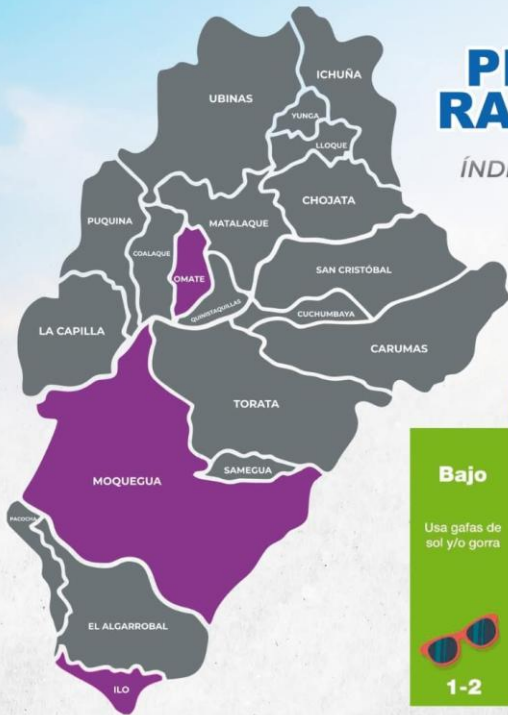 ICHUÑA
UBINAS
YUNGA
LLOQUE
CHOJATA
PUQUINA
MATALAQUE
COALAQUE
OMATE
SAN CRISTÓBAL
QUINISTAQUILLAS
CUCHUMBAYA
LA CAPILLA
CARUMAS
TORATA
SAMEGUA
MOQUEGUA
PACOCHA
EL ALGARROBAL
ILO
Bajo
Usa gafas de
sol y/o gorra
1-2